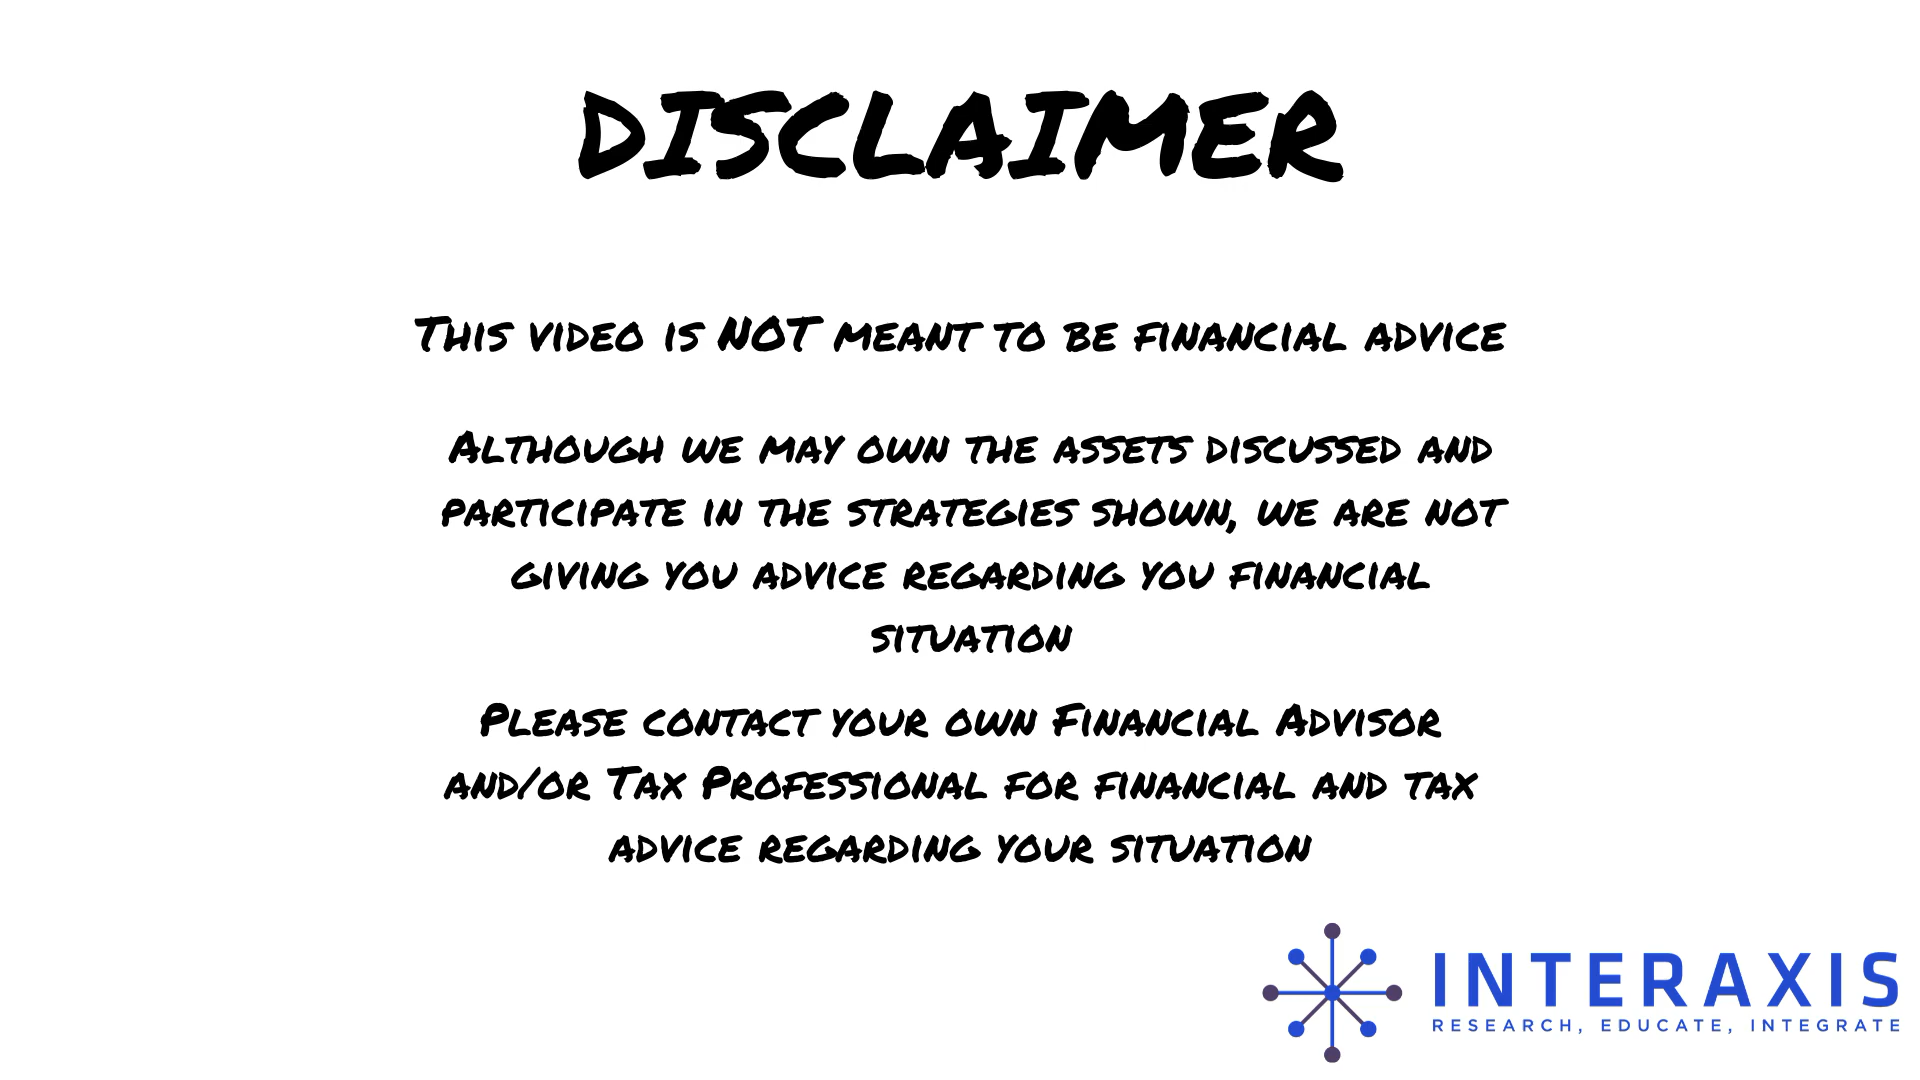 DISCLAIMER
This video is NOT meant to be financial advice
Although we may own the assets discussed and
participate in the strategies shown, we are not
giving you advice regarding you financial
situation
Please contact your own Financial Advisor
and/or Tax Professional for financial and tax
advice regarding your situation
INTERAXIS
RESEARCH, EDUCATE, INTEGRATE